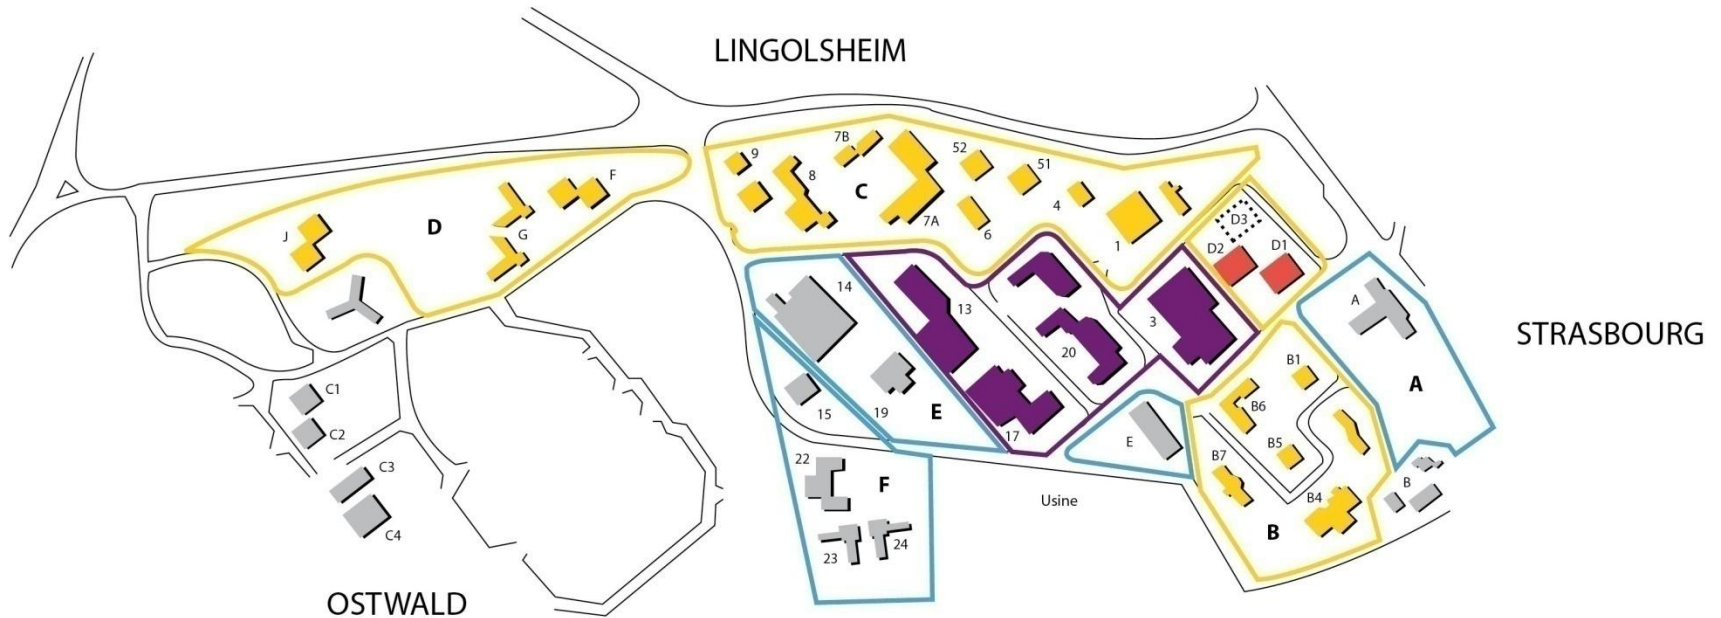 LINGOLSHEIM
STRASBOURG
OSTWALD
Usine
D
J
G
F
C
9
8
7B
7A
52
51
6
4
1
D3
D2
D1
14
13
15
19
E
17
20
3
E
22
F
23
24
A
A
B1
B6
B5
B7
B4
B
B
C1
C2
C3
C4